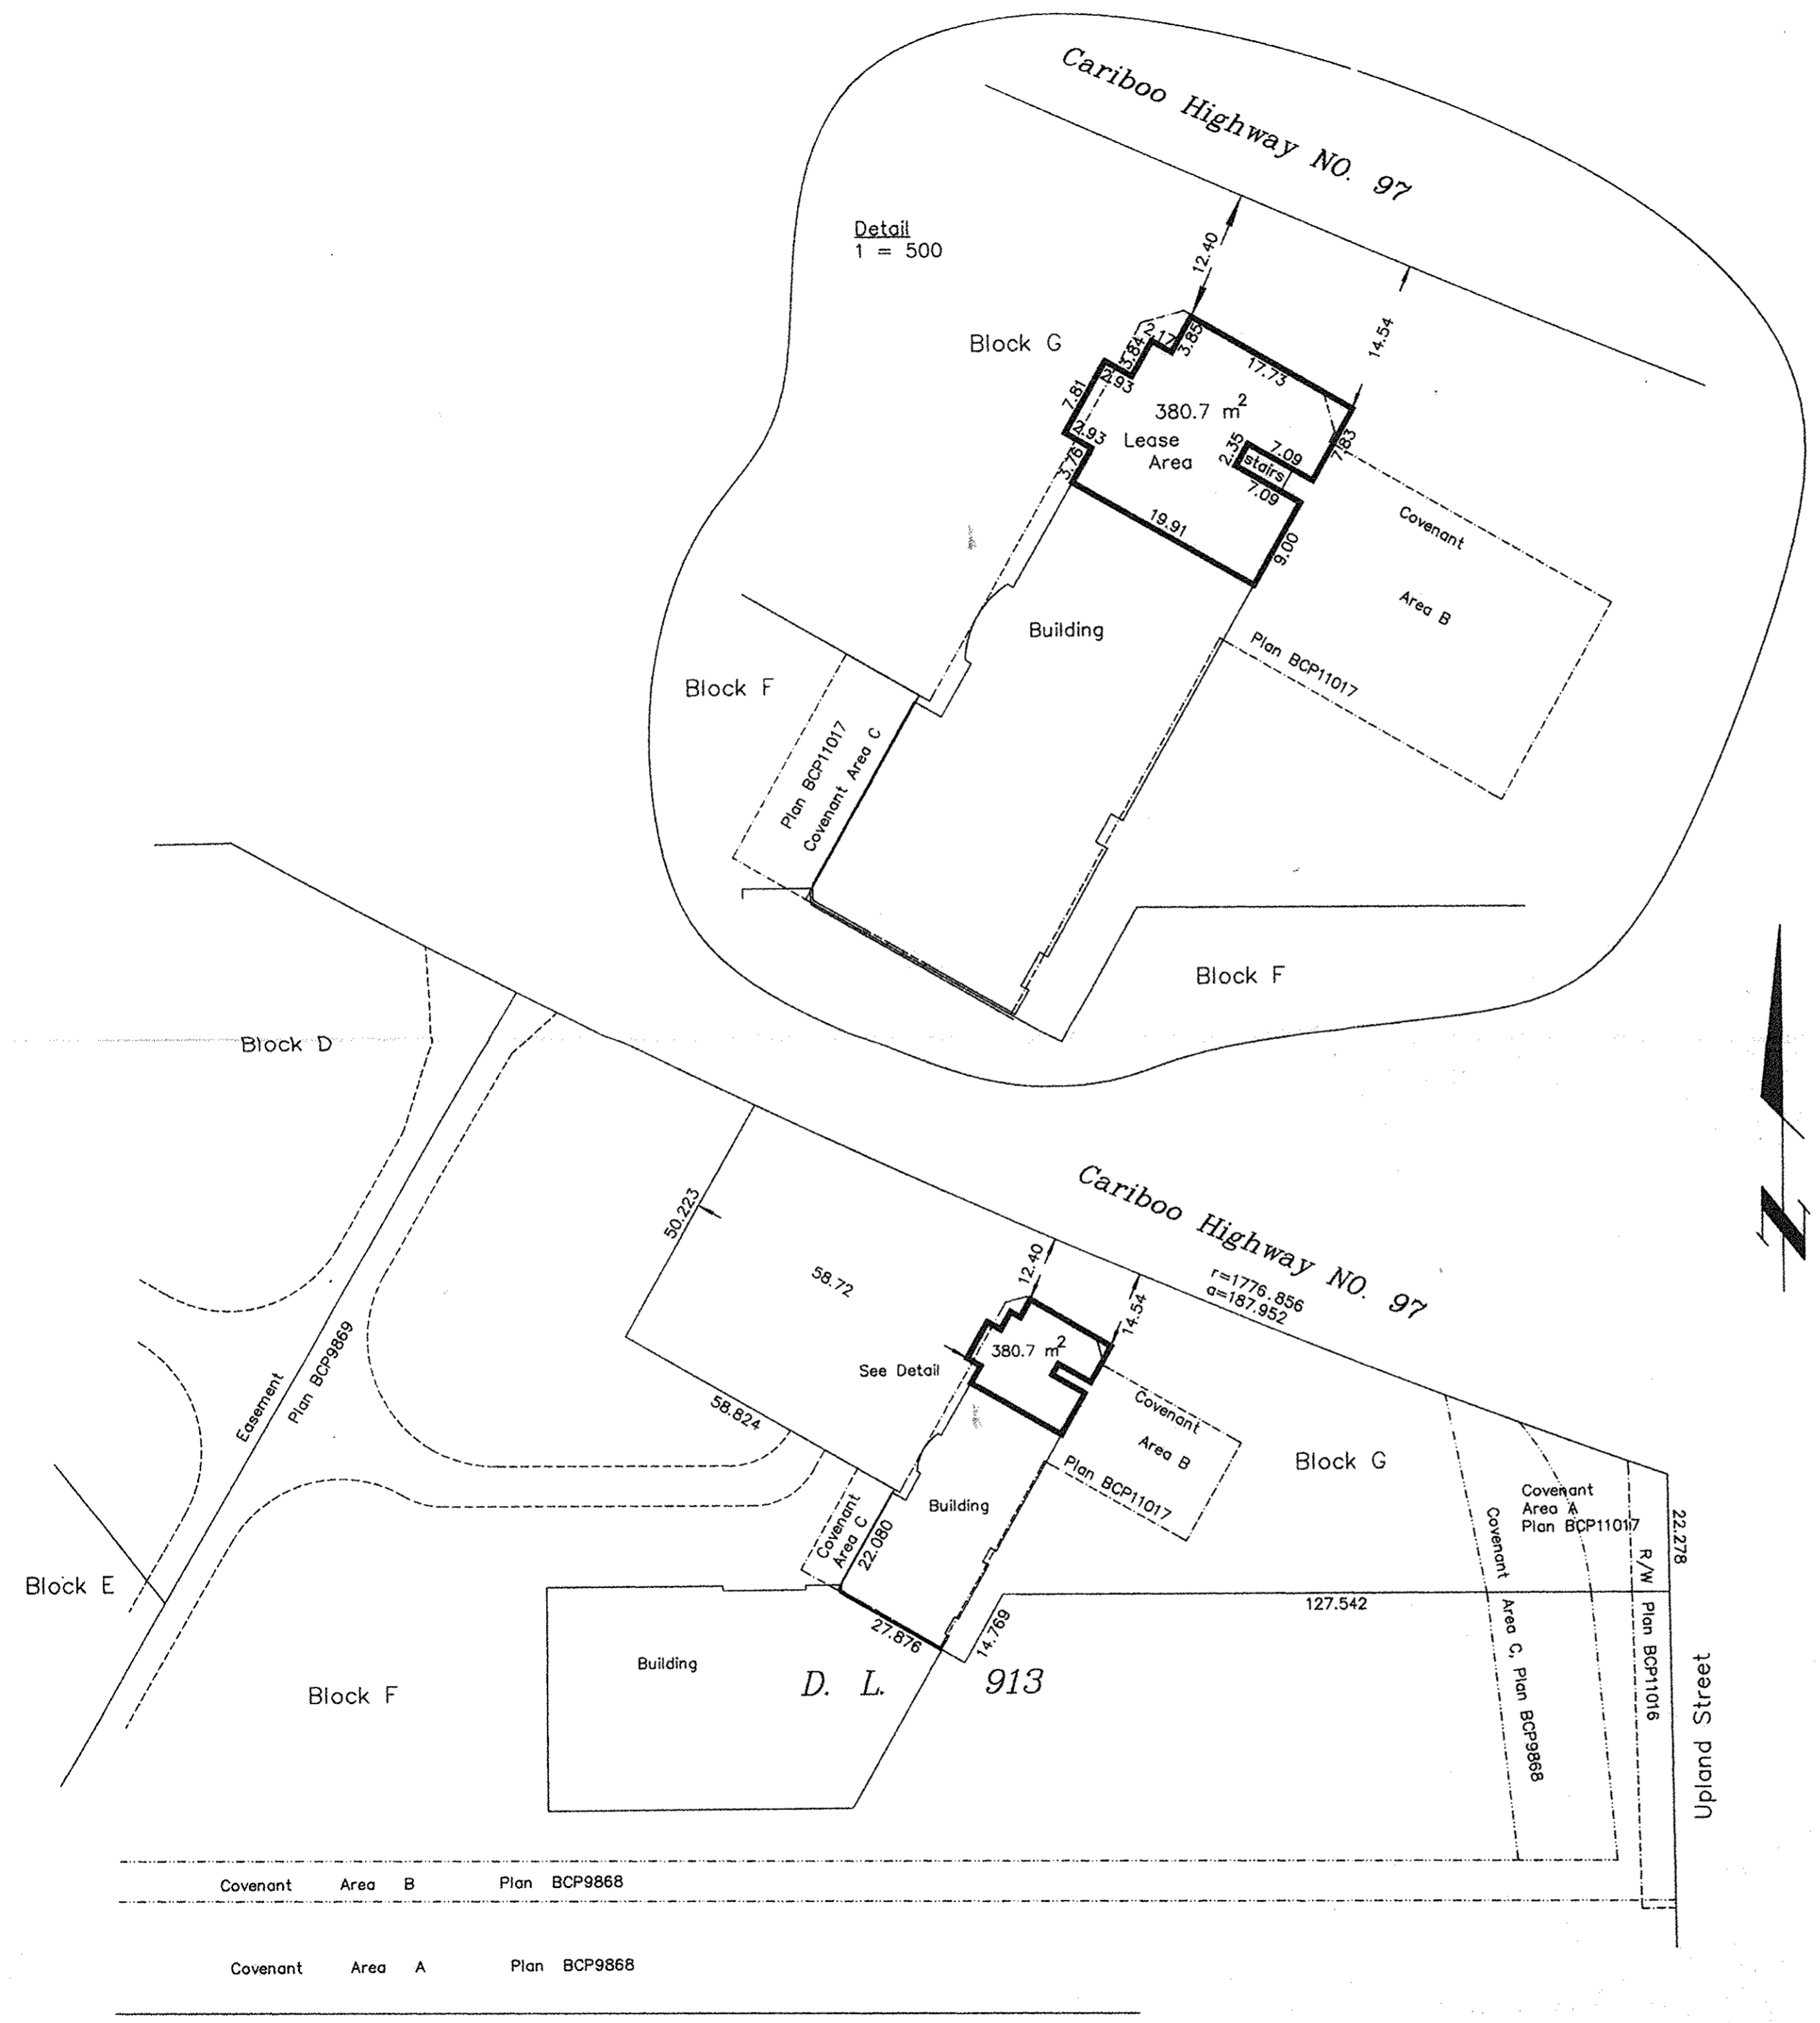 Cariboo Highway NO. 97
Detail
1 = 500
12.40
14.54
Block G
2.17
3.85
3.84
2.93
17.73
7.81
380.7 m2
2.93
Lease
Area
7.83
2.35
7.09
stairs
7.09
3.76
19.91
9.00
Covenant
Area B
Plan BCP11017
Building
Block F
Plan BCP11017
Covenant Area C
Block F
Block D
Cariboo Highway NO. 97
r=1776.856
a=187.952
50.223
58.72
12.40
14.54
380.7 m2
See Detail
Easement
Plan BCP9869
58.824
Covenant
Area B
Plan BCP11017
Block G
Covenant
Area A
Plan BCP11017
Building
Covenant
Area C
22.080
22.278
Block E
R/W Plan BCP11016
Covenant Area C, Plan BCP9868
127.542
14.769
27.876
Building
Block F
D. L. 913
Upland Street
Covenant Area B Plan BCP9868
Covenant Area A Plan BCP9868
N